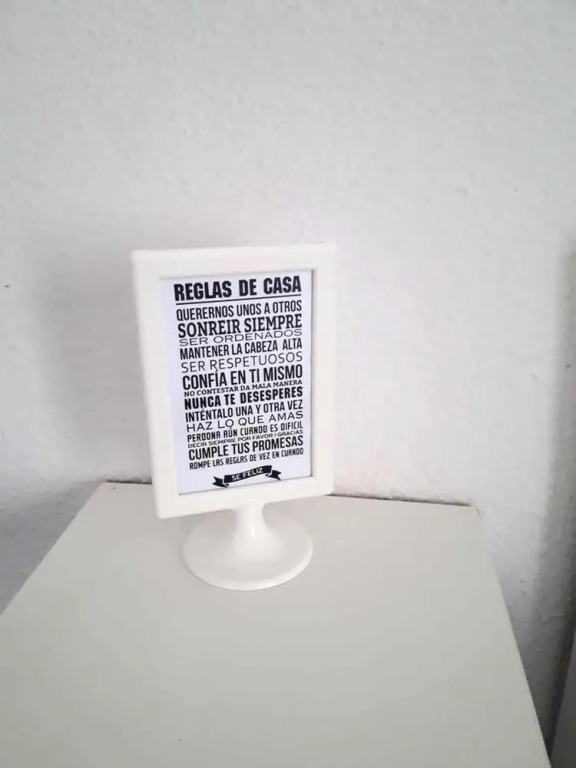 REGLAS DE CASA
QUERERNOS UNOS A OTROS
SONREIR SIEMPRE
SER ORDENADOS
MANTENER LA CABEZA ALTA
SER RESPETUOSOS
CONFÍA EN TI MISMO
NO CONTESTAR DA MALA MANERA
NUNCA TE DESESPERES
INTÉNTALO UNA Y OTRA VEZ
HAZ LO QUE AMAS
PERDONA AÚN CUANDO ES DIFICIL
DECIR SIEMPRE POR FAVOR Y GRACIAS
CUMPLE TUS PROMESAS
ROMPE LAS REGLAS DE VEZ EN CUANDO
SE FELIZ